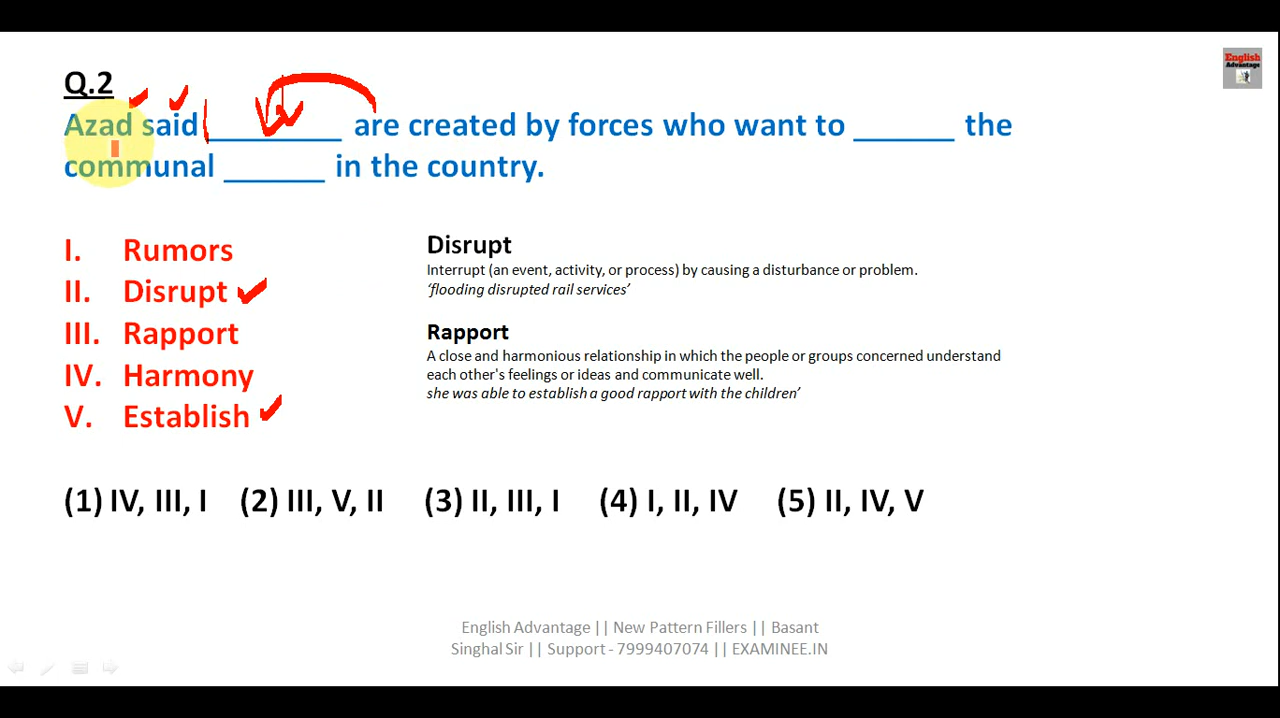 English
Advantage
Q.2
Azad said _________ are created by forces who want to ______ the
communal ______ in the country.
I. Rumors
II. Disrupt
III. Rapport
IV. Harmony
V. Establish
Disrupt
Interrupt (an event, activity, or process) by causing a disturbance or problem.
‘flooding disrupted rail services’
Rapport
A close and harmonious relationship in which the people or groups concerned understand
each other's feelings or ideas and communicate well.
she was able to establish a good rapport with the children’
(1) IV, III, I (2) III, V, II (3) II, III, I (4) I, II, IV (5) II, IV, V
English Advantage || New Pattern Fillers || Basant
Singhal Sir || Support - 7999407074 || EXAMINEE.IN